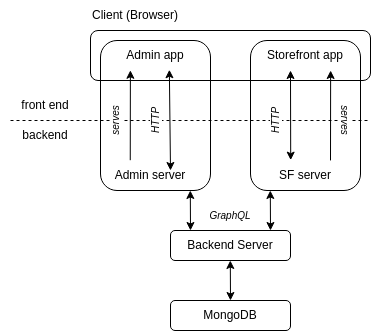 Client (Browser)
Admin app
Storefront app
front end
backend
serves
HTTP
HTTP
serves
Admin server
SF server
GraphQL
Backend Server
MongoDB